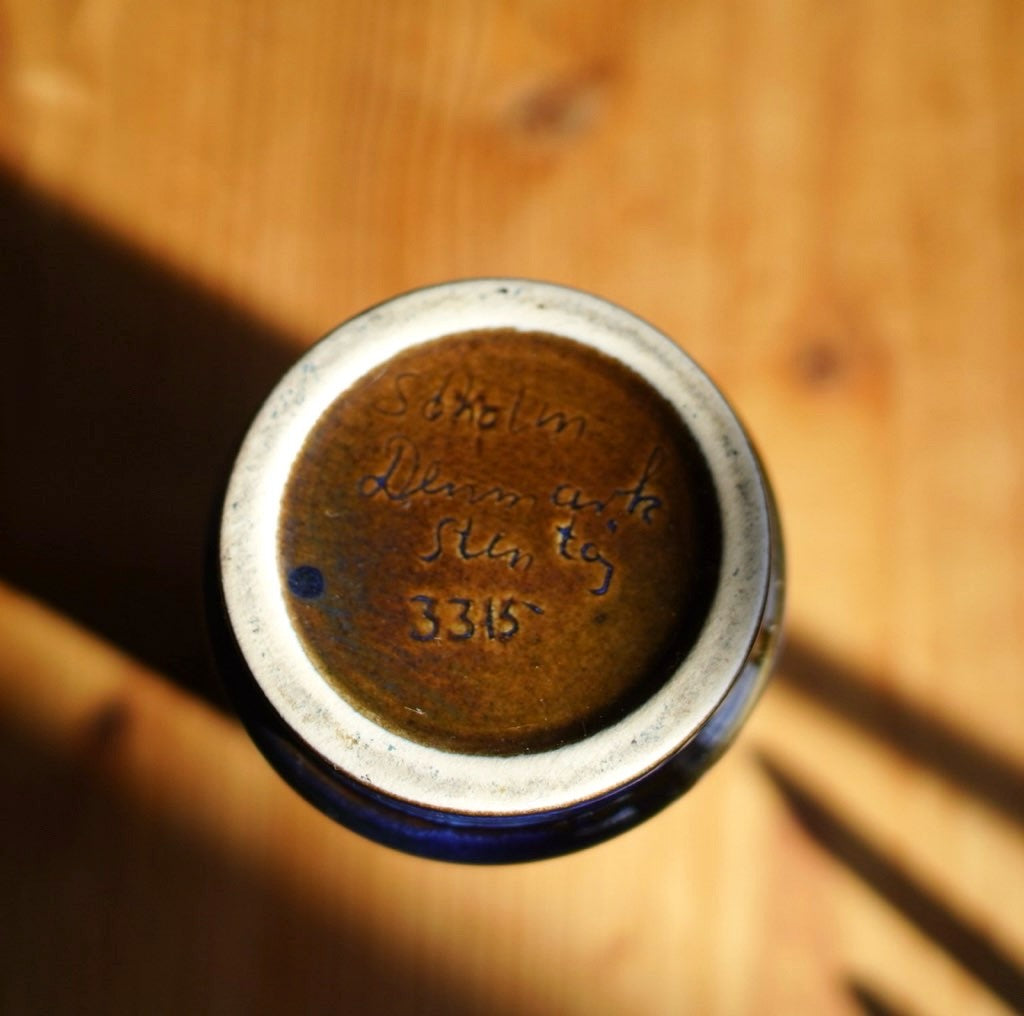 Søholm
Denmark
Stentøj
3315